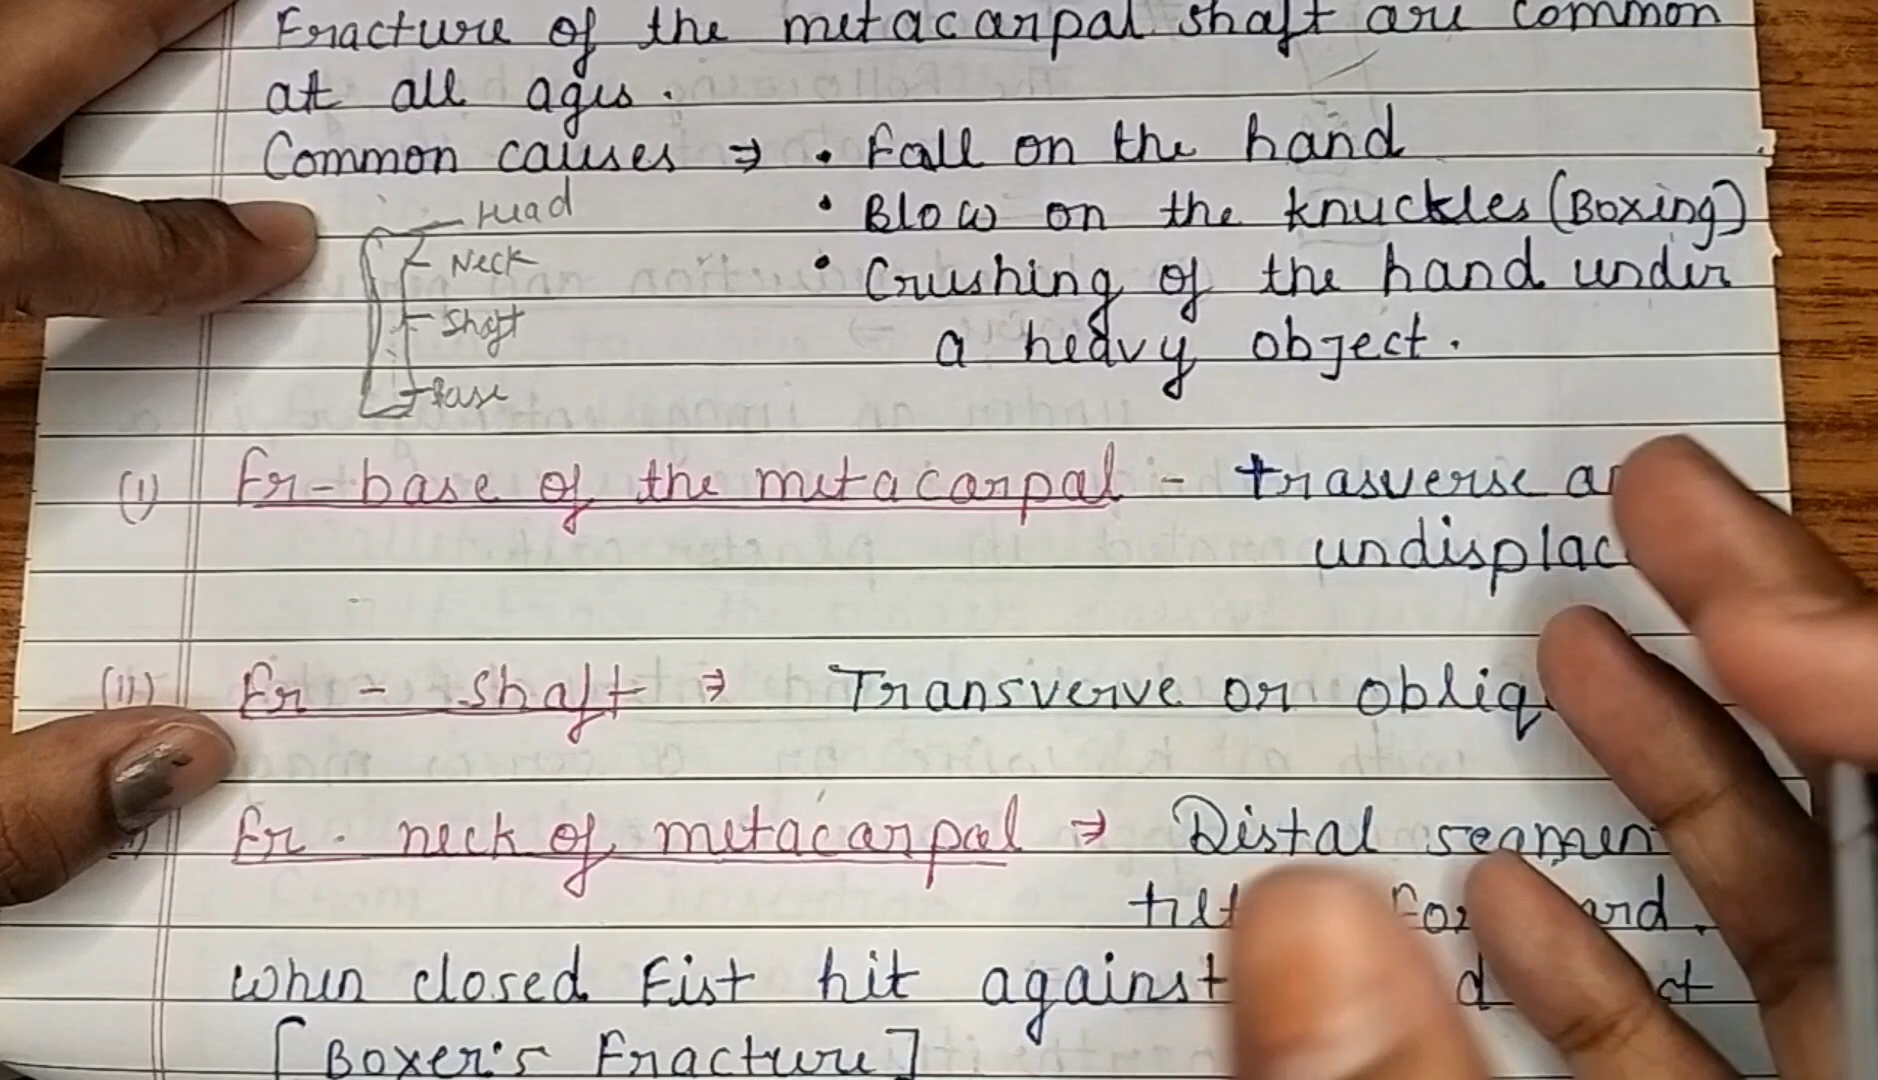 Fracture of the metacarpal shaft are common
at all ages.
Common causes ⇒ • Fall on the hand
Head
• Blow on the knuckles (Boxing)
Neck
• Crushing of the hand under
Shaft
a heavy object.
Base
(i) Fr-base of the metacarpal - trasverse
undisplac
(ii) Fr - shaft ⇒ Transverve or obliq
Fr. neck of metacarpal ⇒ Distal segmen
tilt
when closed Fist hit against
[Boxer's Fracture]